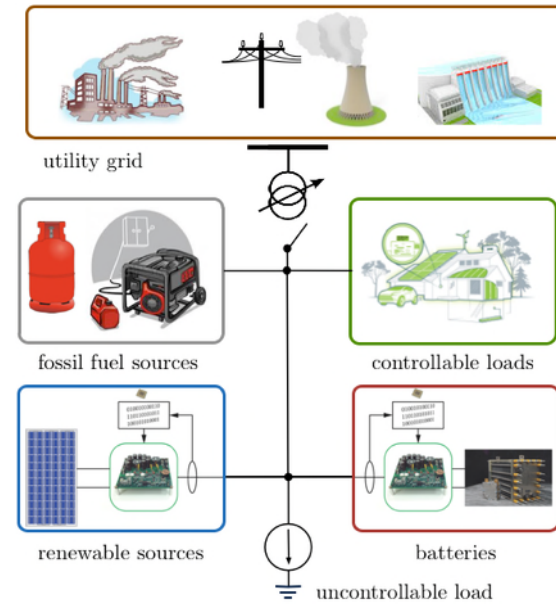 utility grid
fossil fuel sources
controllable loads
renewable sources
batteries
uncontrollable load